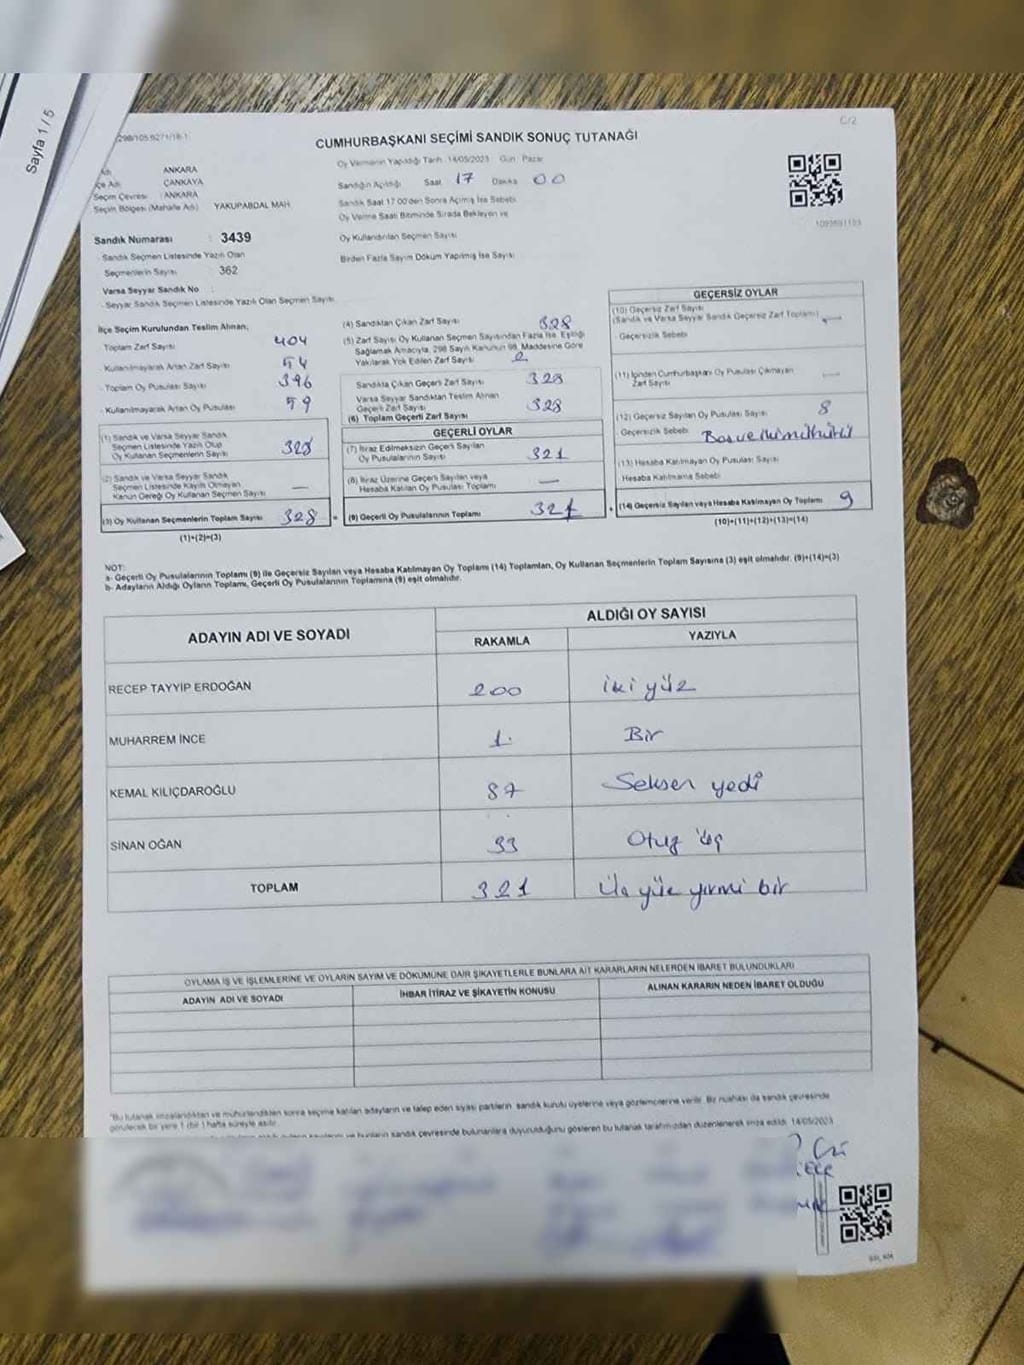 Sayfa 1 / 5
C/2
CUMHURBAŞKANI SEÇİMİ SANDIK SONUÇ TUTANAĞI
Oy Vermenin Yapıldığı Tarih 14/05/2023 Gün Pazar
ANKARA
İlçe Adı ÇANKAYA
Seçim Çevresi : ANKARA
Seçim Bölgesi (Mahalle Adı) YAKUPABDAL MAH.
Sandığın Açıldığı Saat 17 Dakika 00
Sandık Saat 17.00'den Sonra Açılmış İse Sebebi
Oy Verme Saati Bitiminde Sırada Bekleyen ve
Oy Kullandırılan Seçmen Sayısı
Birden Fazla Sayım Döküm Yapılmış İse Sayısı
Sandık Numarası : 3439
Sandık Seçmen Listesinde Yazılı Olan
Seçmenlerin Sayısı : 362
Varsa Seyyar Sandık No :
- Seyyar Sandık Seçmen Listesinde Yazılı Olan Seçmen Sayısı
İlçe Seçim Kurulundan Teslim Alınan;
Toplam Zarf Sayısı 404
- Kullanılmayarak Artan Zarf Sayısı 54
- Toplam Oy Pusulası Sayısı 396
- Kullanılmayarak Artan Oy Pusulası 59
(1) Sandık ve Varsa Seyyar Sandık
Seçmen Listesinde Yazılı Olup
Oy Kullanan Seçmenlerin Sayısı 328
(2) Sandık ve Varsa Seyyar Sandık
Seçmen Listesinde Kayıtlı Olmayan
Kanun Gereği Oy Kullanan Seçmen Sayısı —
(3) Oy Kullanan Seçmenlerin Toplam Sayısı 328 =
(1)+(2)=(3)
(4) Sandıktan Çıkan Zarf Sayısı 328
(5) Zarf Sayısı Oy Kullanan Seçmen Sayısından Fazla İse, Eşitliği
Sağlamak Amacıyla, 298 Sayılı Kanunun 98. Maddesine Göre
Yakılarak Yok Edilen Zarf Sayısı
Sandıkta Çıkan Geçerli Zarf Sayısı 328
Varsa Seyyar Sandıktan Teslim Alınan
Geçerli Zarf Sayısı 328
(6) Toplam Geçerli Zarf Sayısı
GEÇERLİ OYLAR
(7) İtiraz Edilmeksizin Geçerli Sayılan
Oy Pusulalarının Sayısı 321
(8) İtiraz Üzerine Geçerli Sayılan veya
Hesaba Katılan Oy Pusulası Toplamı —
(9) Geçerli Oy Pusulalarının Toplamı 321 +
GEÇERSİZ OYLAR
(10) Geçersiz Zarf Sayısı
(Sandık ve Varsa Seyyar Sandık Geçersiz Zarf Toplamı) —
- Geçersizlik Sebebi
(11) İçinden Cumhurbaşkanı Oy Pusulası Çıkmayan
Zarf Sayısı —
(12) Geçersiz Sayılan Oy Pusulası Sayısı 8
Geçersizlik Sebebi
(13) Hesaba Katılmayan Oy Pusulası Sayısı
Hesaba Katılmama Sebebi
(14) Geçersiz Sayılan veya Hesaba Katılmayan Oy Toplamı 9
(10)+(11)+(12)+(13)=(14)
NOT:
a- Geçerli Oy Pusulalarının Toplamı (9) ile Geçersiz Sayılan veya Hesaba Katılmayan Oy Toplamı (14) Toplamları, Oy Kullanan Seçmenlerin Toplam Sayısına (3) eşit olmalıdır. (9)+(14)=(3)
b- Adayların Aldığı Oyların Toplamı, Geçerli Oy Pusulalarının Toplamına (9) eşit olmalıdır.
ADAYIN ADI VE SOYADI
ALDIĞI OY SAYISI
RAKAMLA YAZIYLA
RECEP TAYYİP ERDOĞAN 200 iki yüz
MUHARREM İNCE 1 Bir
KEMAL KILIÇDAROĞLU 87 Seksen yedi
SİNAN OĞAN 33 Otuz üç
TOPLAM 321 Üç yüz yirmi bir
OYLAMA İŞ VE İŞLEMLERİNE VE OYLARIN SAYIM VE DÖKÜMÜNE DAİR ŞİKAYETLERLE BUNLARA AİT KARARLARIN NELERDEN İBARET BULUNDUKLARI
ADAYIN ADI VE SOYADI İHBAR İTİRAZ VE ŞİKAYETİN KONUSU ALINAN KARARIN NEDEN İBARET OLDUĞU
"Bu tutanak imzalandıktan ve mühürlendikten sonra seçime katılan adayların ve talep eden siyasi partilerin sandık kurulu üyelerine veya gözlemcilerine verilir. Bir nüshası da sandık çevresinde
görülecek bir yere 1 (bir ) hafta süreyle asılır.
ve bunların sandık çevresinde bulunanlara duyurulduğunu gösteren bu tutanak tarafımızdan düzenlenerek imza edildi. 14/05/2023